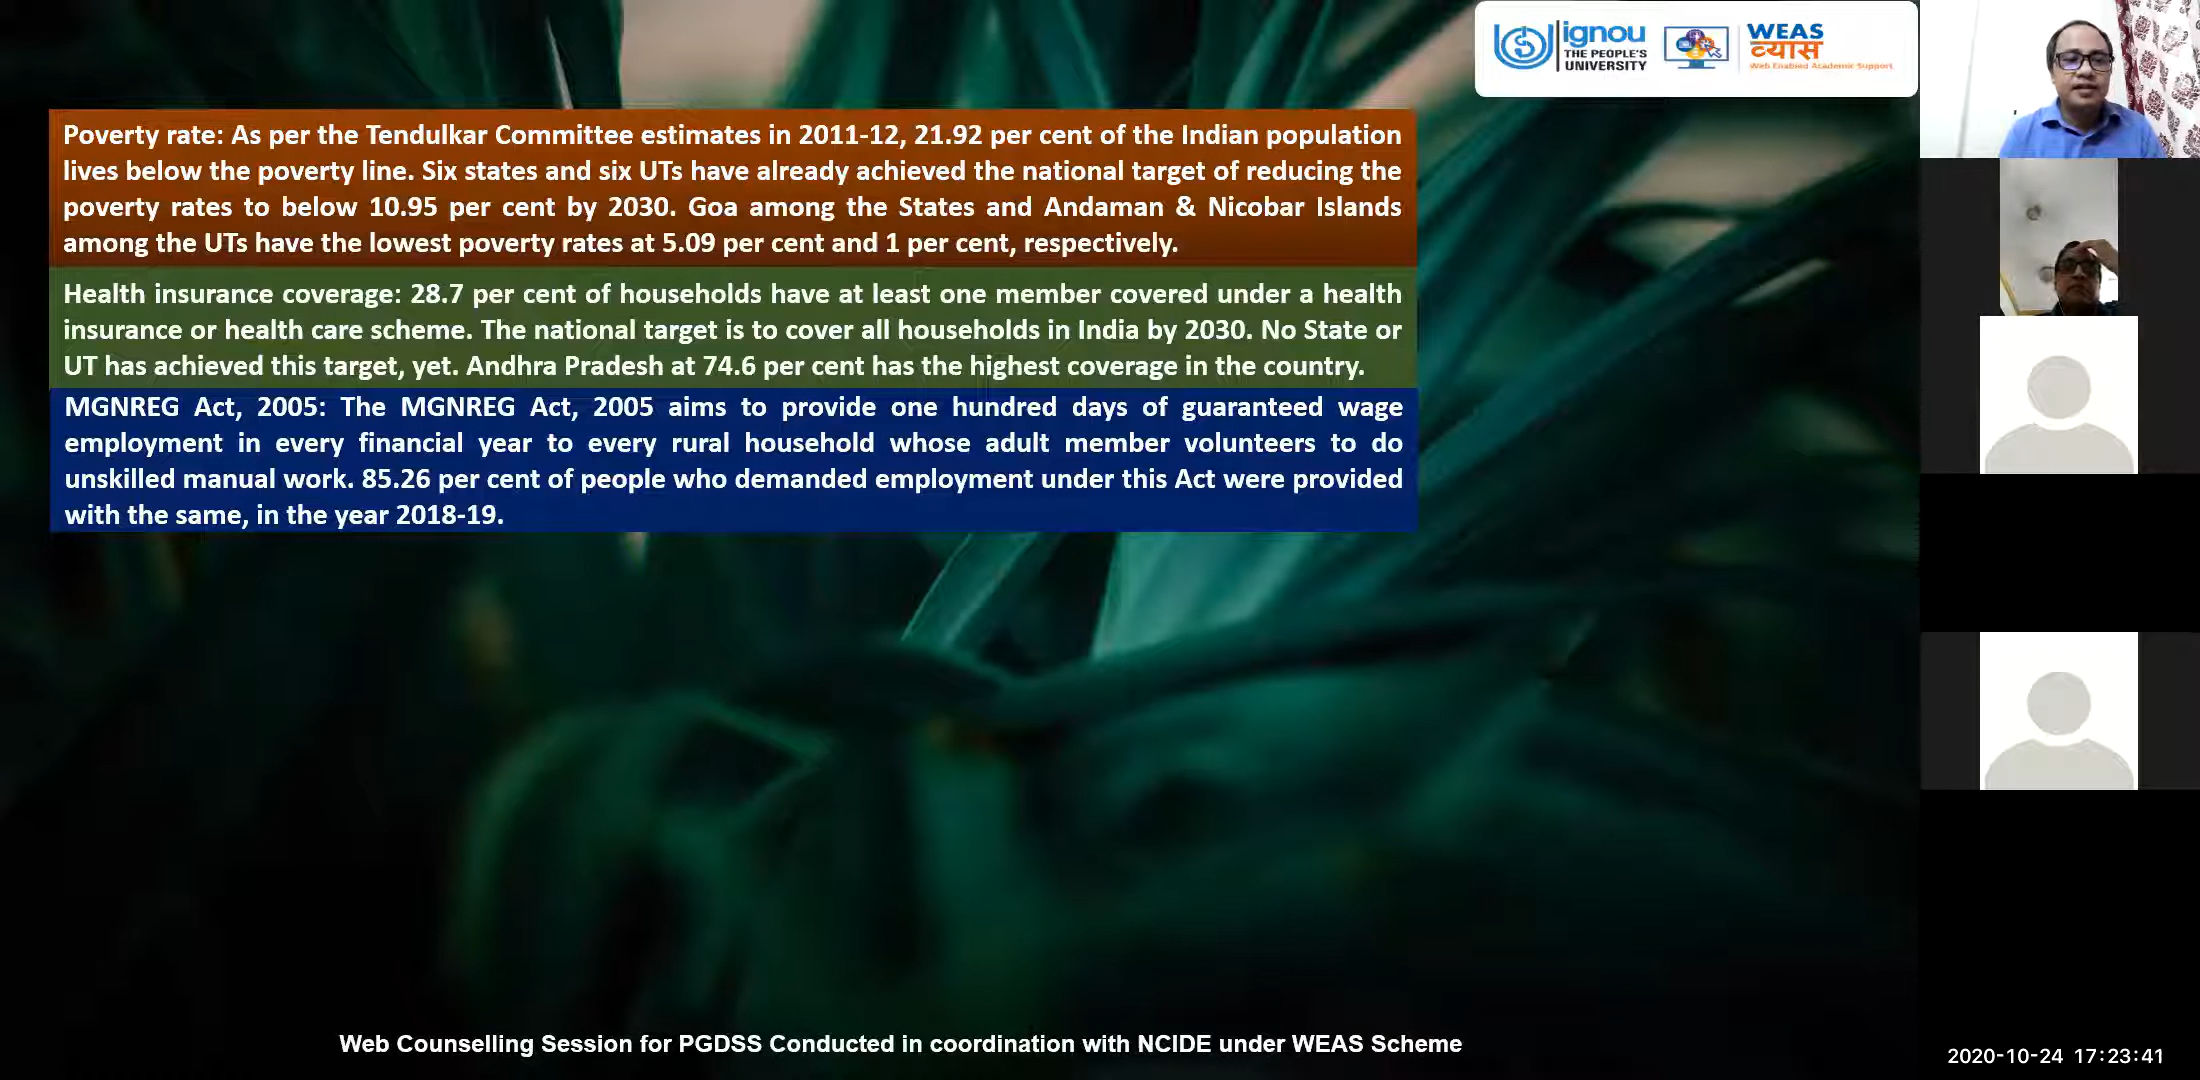 ignou
THE PEOPLE'S
UNIVERSITY
WEAS
व्यास
Web Enabled Academic Support
Poverty rate: As per the Tendulkar Committee estimates in 2011-12, 21.92 per cent of the Indian population
lives below the poverty line. Six states and six UTs have already achieved the national target of reducing the
poverty rates to below 10.95 per cent by 2030. Goa among the States and Andaman & Nicobar Islands
among the UTs have the lowest poverty rates at 5.09 per cent and 1 per cent, respectively.
Health insurance coverage: 28.7 per cent of households have at least one member covered under a health
insurance or health care scheme. The national target is to cover all households in India by 2030. No State or
UT has achieved this target, yet. Andhra Pradesh at 74.6 per cent has the highest coverage in the country.
MGNREG Act, 2005: The MGNREG Act, 2005 aims to provide one hundred days of guaranteed wage
employment in every financial year to every rural household whose adult member volunteers to do
unskilled manual work. 85.26 per cent of people who demanded employment under this Act were provided
with the same, in the year 2018-19.
Web Counselling Session for PGDSS Conducted in coordination with NCIDE under WEAS Scheme
2020-10-24 17:23:41